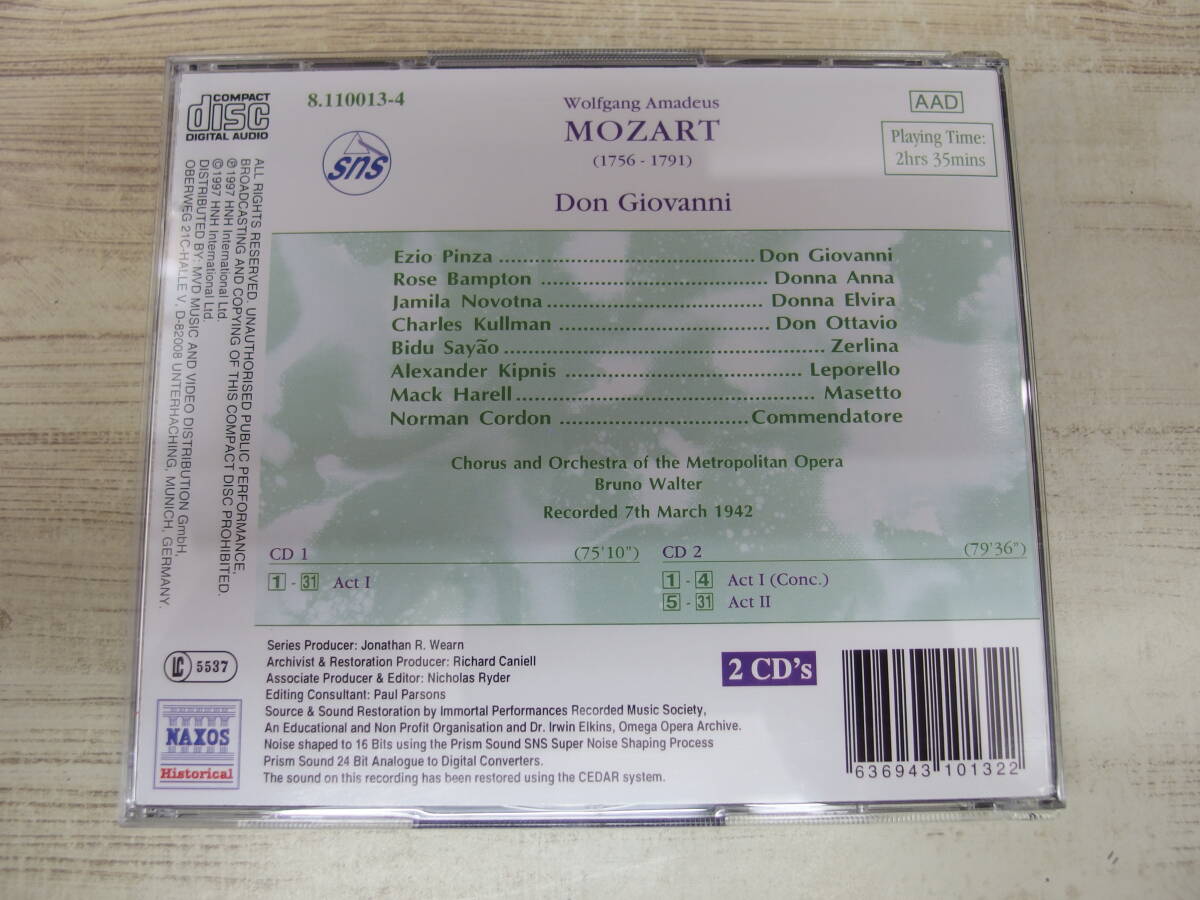 COMPACT
disc
DIGITAL AUDIO
8.110013-4
sns
Wolfgang Amadeus
MOZART
(1756 - 1791)
Don Giovanni
AAD
Playing Time:
2hrs 35mins
Ezio Pinza ........ Don Giovanni
Rose Bampton ........ Donna Anna
Jamila Novotna ........ Donna Elvira
Charles Kullman ........ Don Ottavio
Bidu Sayão ........ Zerlina
Alexander Kipnis ........ Leporello
Mack Harell ........ Masetto
Norman Cordon ........ Commendatore
Chorus and Orchestra of the Metropolitan Opera
Bruno Walter
Recorded 7th March 1942
CD 1 (75'10")
1 - 31 Act I
CD 2 (79'36")
1 - 4 Act I (Conc.)
5 - 31 Act II
ALL RIGHTS RESERVED. UNAUTHORISED PUBLIC PERFORMANCE,
BROADCASTING AND COPYING OF THIS COMPACT DISC PROHIBITED.
℗1997 HNH International Ltd.
©1997 HNH International Ltd.
DISTRIBUTED BY: MVD MUSIC AND VIDEO DISTRIBUTION GmbH,
OBERWEG 21C-HALLE V, D-82008 UNTERHACHING, MUNICH, GERMANY.
LC 5537
NAXOS
Historical
Series Producer: Jonathan R. Wearn
Archivist & Restoration Producer: Richard Caniell
Associate Producer & Editor: Nicholas Ryder
Editing Consultant: Paul Parsons
Source & Sound Restoration by Immortal Performances Recorded Music Society,
An Educational and Non Profit Organisation and Dr. Irwin Elkins, Omega Opera Archive.
Noise shaped to 16 Bits using the Prism Sound SNS Super Noise Shaping Process
Prism Sound 24 Bit Analogue to Digital Converters.
The sound on this recording has been restored using the CEDAR system.
2 CD's
636943 101322